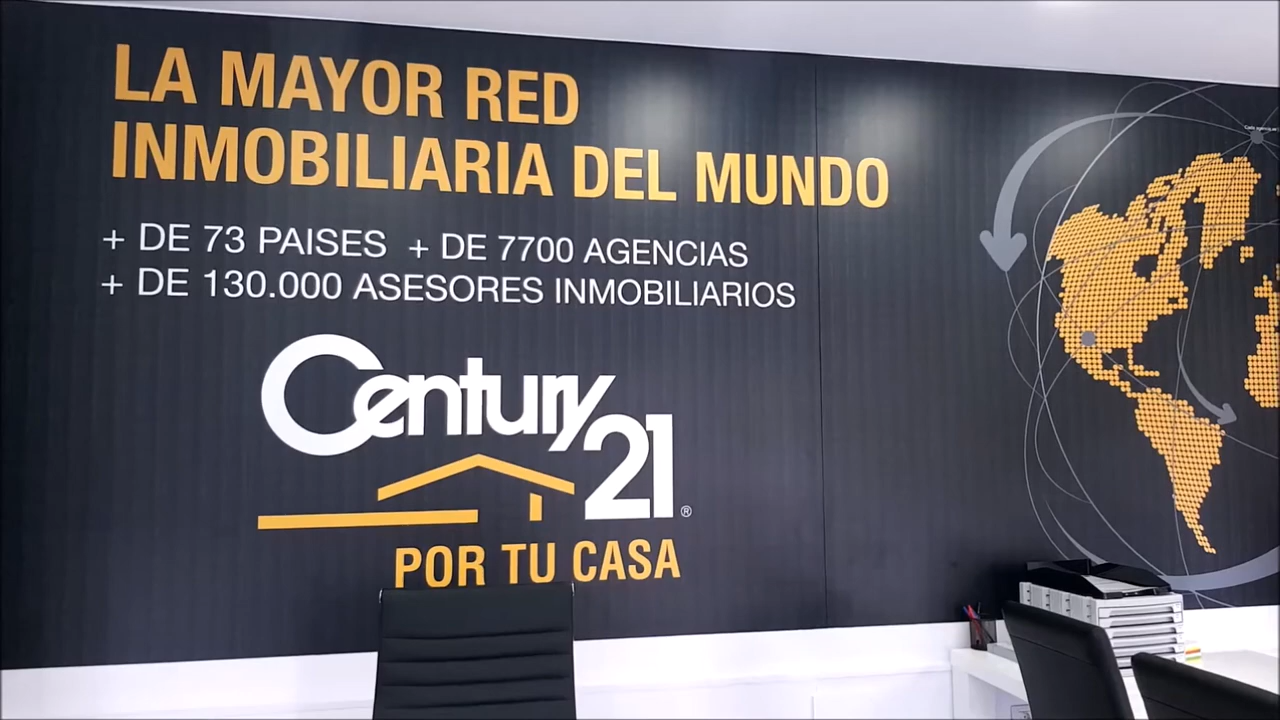 LA MAYOR RED
INMOBILIARIA DEL MUNDO
+ DE 73 PAISES + DE 7700 AGENCIAS
+ DE 130.000 ASESORES INMOBILIARIOS
Century
21®
POR TU CASA